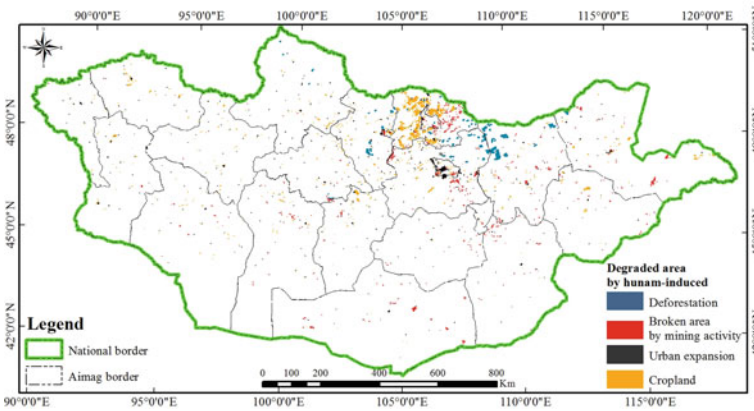 90°0'0"E 95°0'0"E 100°0'0"E 105°0'0"E 110°0'0"E 115°0'0"E 120°0'0"E
48°0'0"N
45°0'0"N
42°0'0"N
Legend
National border
Aimag border
0 100 200 400 600 800
Km
Degraded area
by hunam-induced
Deforestation
Broken area
by mining activity
Urban expansion
Cropland
90°0'0"E 95°0'0"E 100°0'0"E 105°0'0"E 110°0'0"E 115°0'0"E